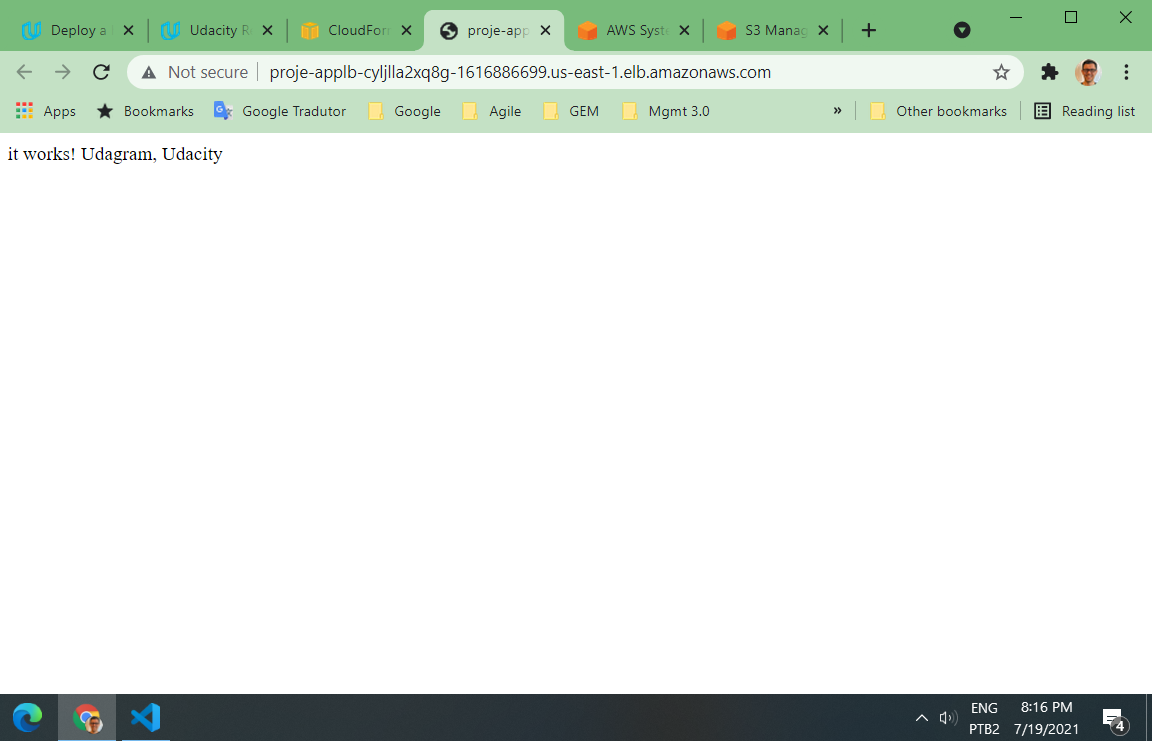 Deploy a
Udacity R
CloudForm
proje-app
AWS Syst
S3 Manag
Not secure
proje-applb-cyljlla2xq8g-1616886699.us-east-1.elb.amazonaws.com
Apps
Bookmarks
Google Tradutor
Google
Agile
GEM
Mgmt 3.0
»
Other bookmarks
Reading list
it works! Udagram, Udacity
ENG
PTB2
8:16 PM
7/19/2021
4